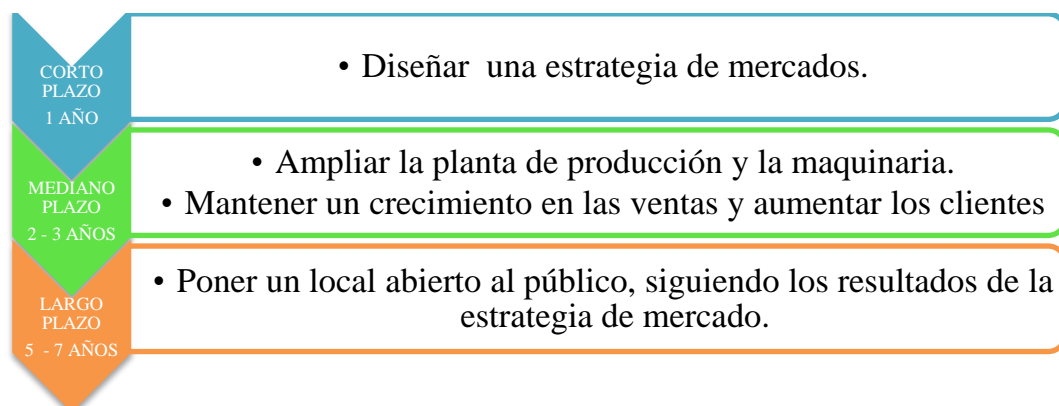 CORTO
PLAZO
1 AÑO
• Diseñar  una estrategia de mercados.
MEDIANO
PLAZO
2 - 3 AÑOS
• Ampliar la planta de producción y la maquinaria.
• Mantener un crecimiento en las ventas y aumentar los clientes
LARGO
PLAZO
5  - 7 AÑOS
• Poner un local abierto al público, siguiendo los resultados de la
estrategia de mercado.